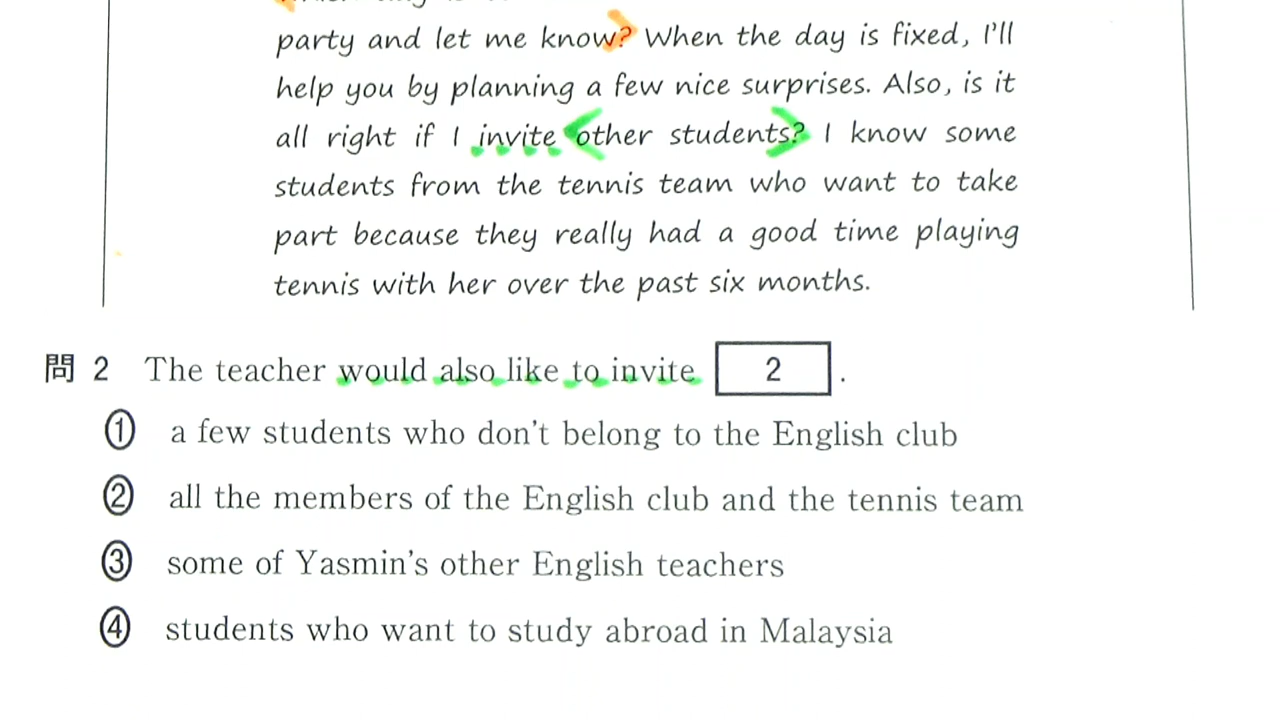 party and let me know? When the day is fixed, I'll
help you by planning a few nice surprises. Also, is it
all right if I invite other students? I know some
students from the tennis team who want to take
part because they really had a good time playing
tennis with her over the past six months.
問 2 The teacher would also like to invite 2 .
① a few students who don't belong to the English club
② all the members of the English club and the tennis team
③ some of Yasmin's other English teachers
④ students who want to study abroad in Malaysia